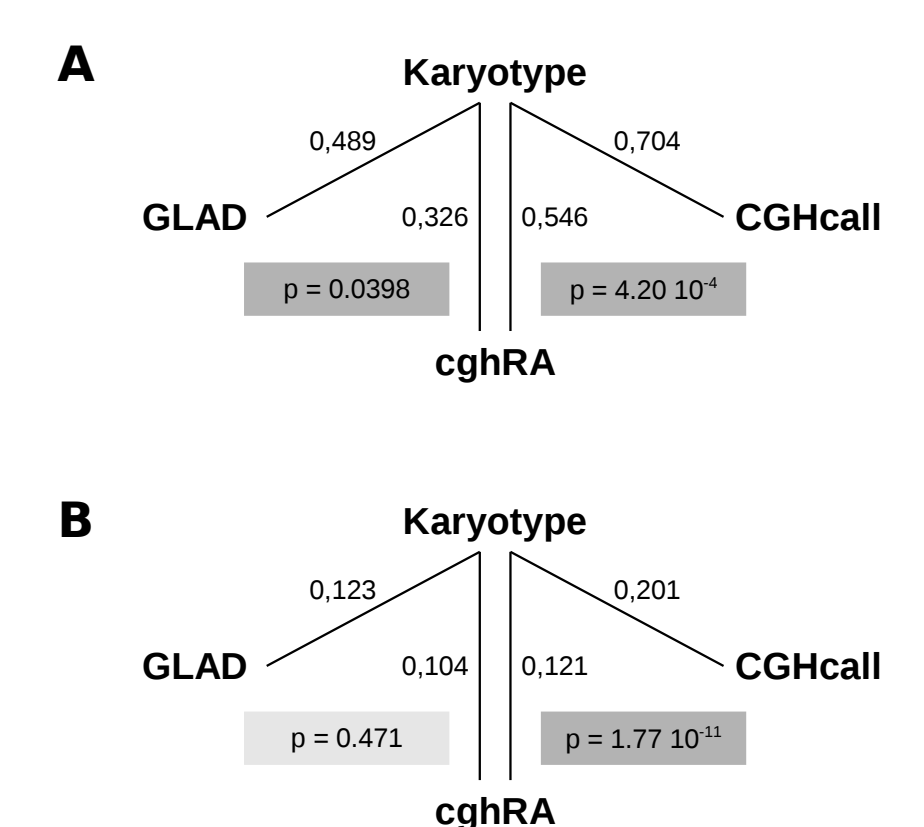 A
Karyotype
0,489
0,704
GLAD
0,326
0,546
CGHcall
p = 0.0398
p = 4.20 10⁻⁴
cghRA
B
Karyotype
0,123
0,201
GLAD
0,104
0,121
CGHcall
p = 0.471
p = 1.77 10⁻¹¹
cghRA